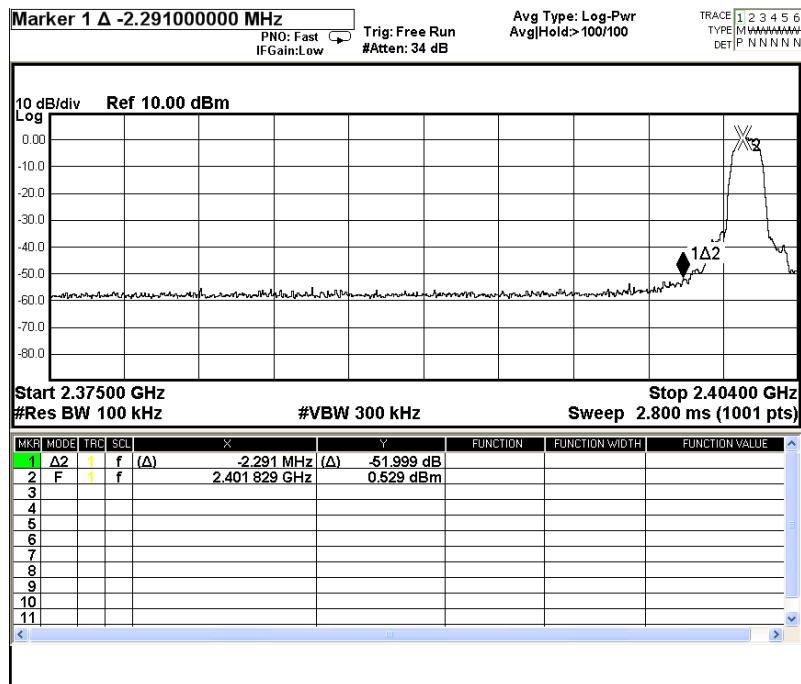 Marker 1 Δ -2.291000000 MHz
PNO: Fast
IFGain:Low
Trig: Free Run
#Atten: 34 dB
Avg Type: Log-Pwr
Avg|Hold:>100/100
TRACE 1 2 3 4 5 6
TYPE M WWWWW
DET P N N N N N
10 dB/div Ref 10.00 dBm
Log
0.00
-10.0
-20.0
-30.0
-40.0
-50.0
-60.0
-70.0
-80.0
2
1Δ2
Start 2.37500 GHz Stop 2.40400 GHz
#Res BW 100 kHz #VBW 300 kHz Sweep 2.800 ms (1001 pts)
MKR MODE TRC SCL X Y FUNCTION FUNCTION WIDTH FUNCTION VALUE
1 Δ2 1 f (Δ) -2.291 MHz (Δ) -51.999 dB
2 F 1 f 2.401 829 GHz 0.529 dBm
3
4
5
6
7
8
9
10
11